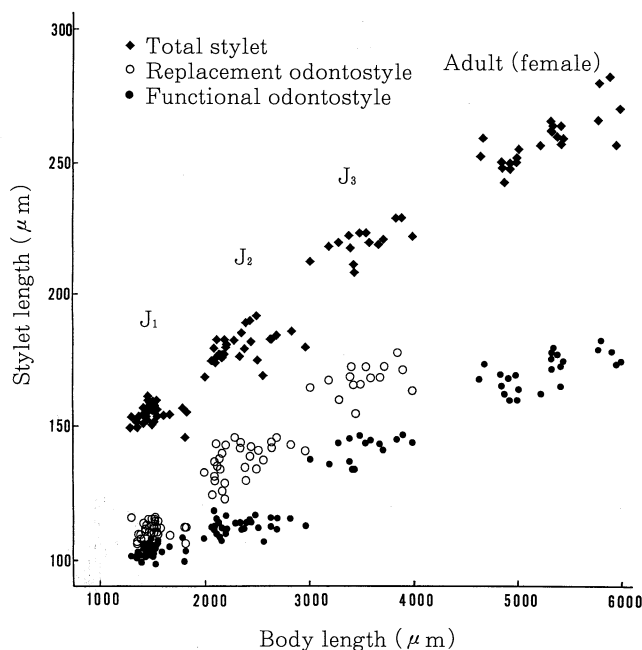 300
◆ Total stylet
○ Replacement odontostyle
● Functional odontostyle
Adult (female)
250
J₃
J₂
200
J₁
150
100
Stylet length (μm)
1000 2000 3000 4000 5000 6000
Body length (μm)